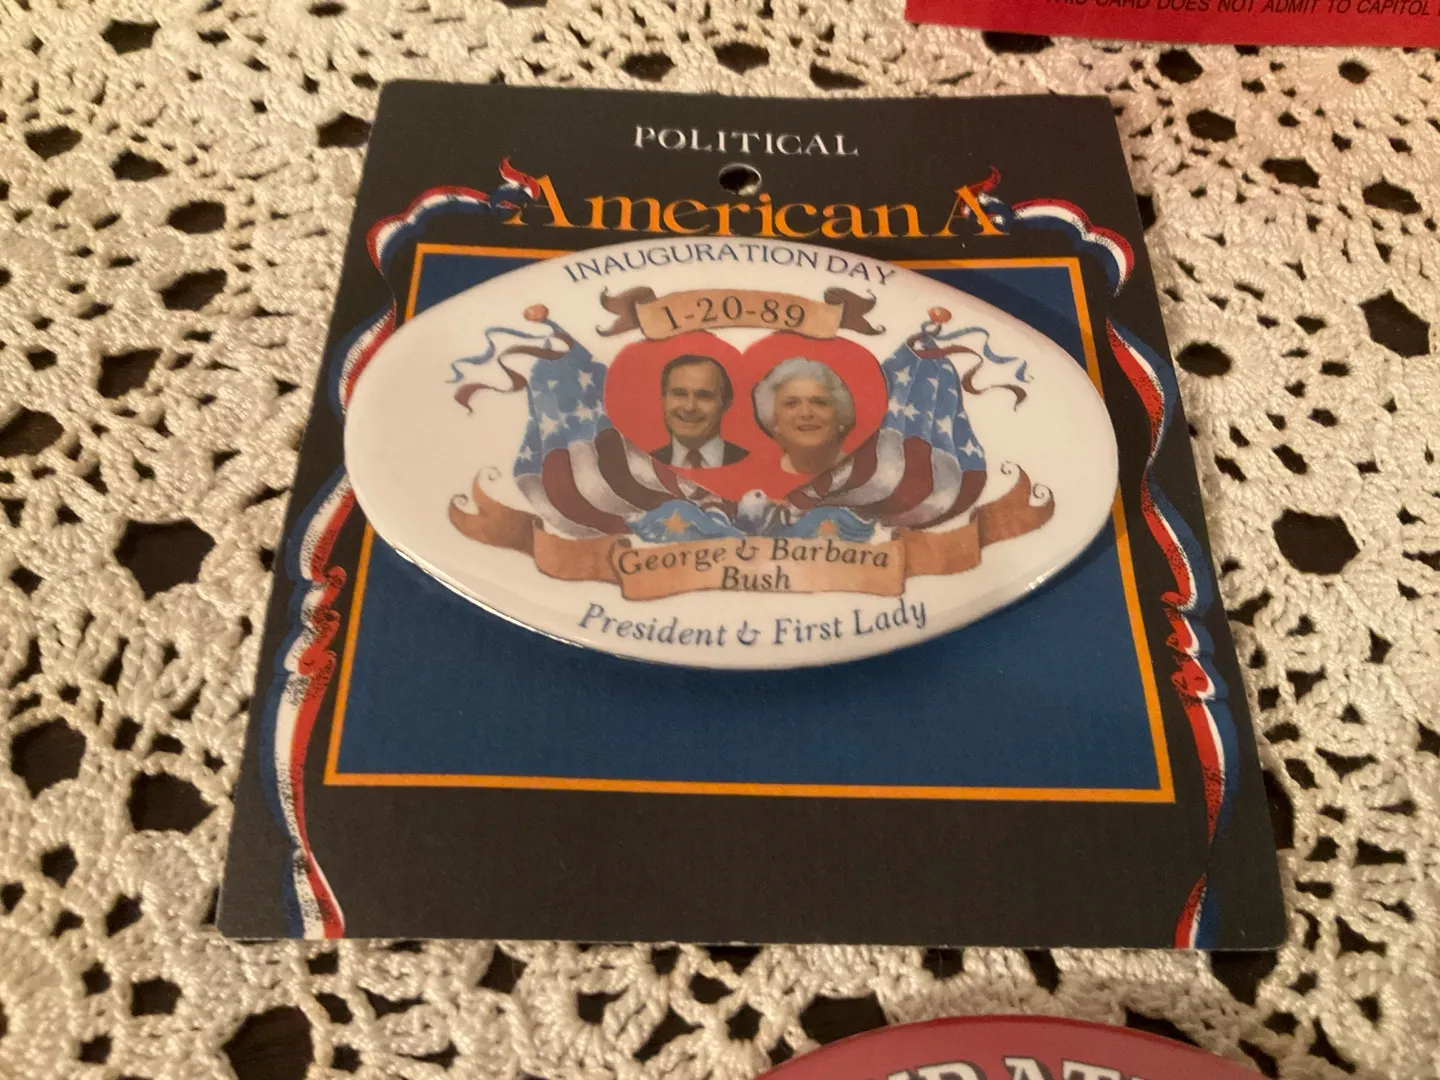 THIS CARD DOES NOT ADMIT TO CAPITOL
POLITICAL
AmericanA
INAUGURATION DAY
1-20-89
George & Barbara
Bush
President & First Lady